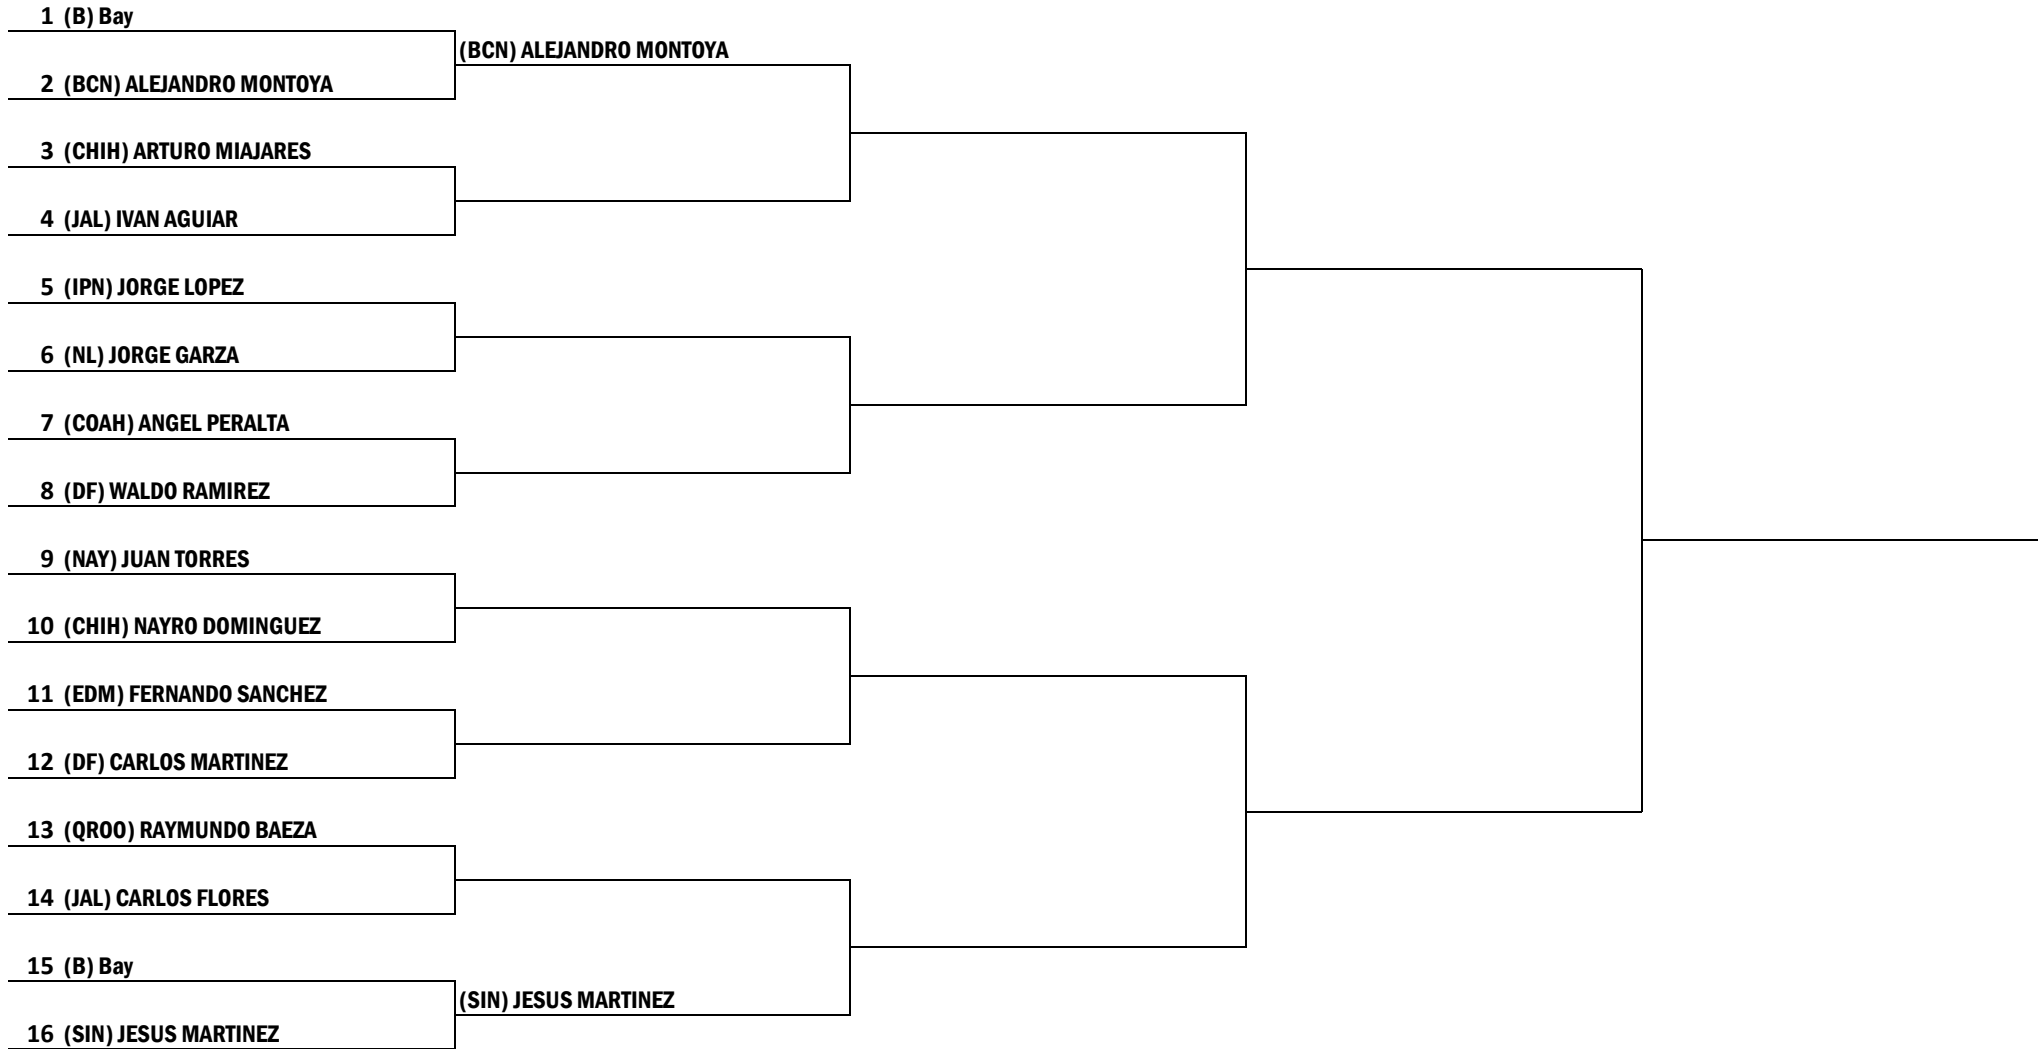 1 (B) Bay
(BCN) ALEJANDRO MONTOYA
2 (BCN) ALEJANDRO MONTOYA
3 (CHIH) ARTURO MIAJARES
4 (JAL) IVAN AGUIAR
5 (IPN) JORGE LOPEZ
6 (NL) JORGE GARZA
7 (COAH) ANGEL PERALTA
8 (DF) WALDO RAMIREZ
9 (NAY) JUAN TORRES
10 (CHIH) NAYRO DOMINGUEZ
11 (EDM) FERNANDO SANCHEZ
12 (DF) CARLOS MARTINEZ
13 (QROO) RAYMUNDO BAEZA
14 (JAL) CARLOS FLORES
15 (B) Bay
(SIN) JESUS MARTINEZ
16 (SIN) JESUS MARTINEZ